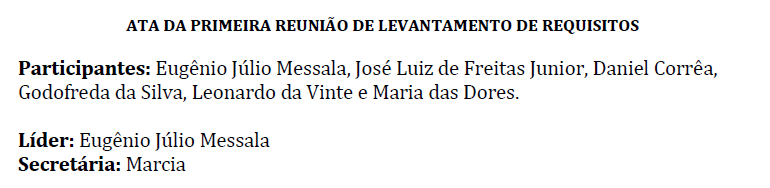 ATA DA PRIMEIRA REUNIÃO DE LEVANTAMENTO DE REQUISITOS
Participantes: Eugênio Júlio Messala, José Luiz de Freitas Junior, Daniel Corrêa,
Godofreda da Silva, Leonardo da Vinte e Maria das Dores.
Líder: Eugênio Júlio Messala
Secretária: Marcia